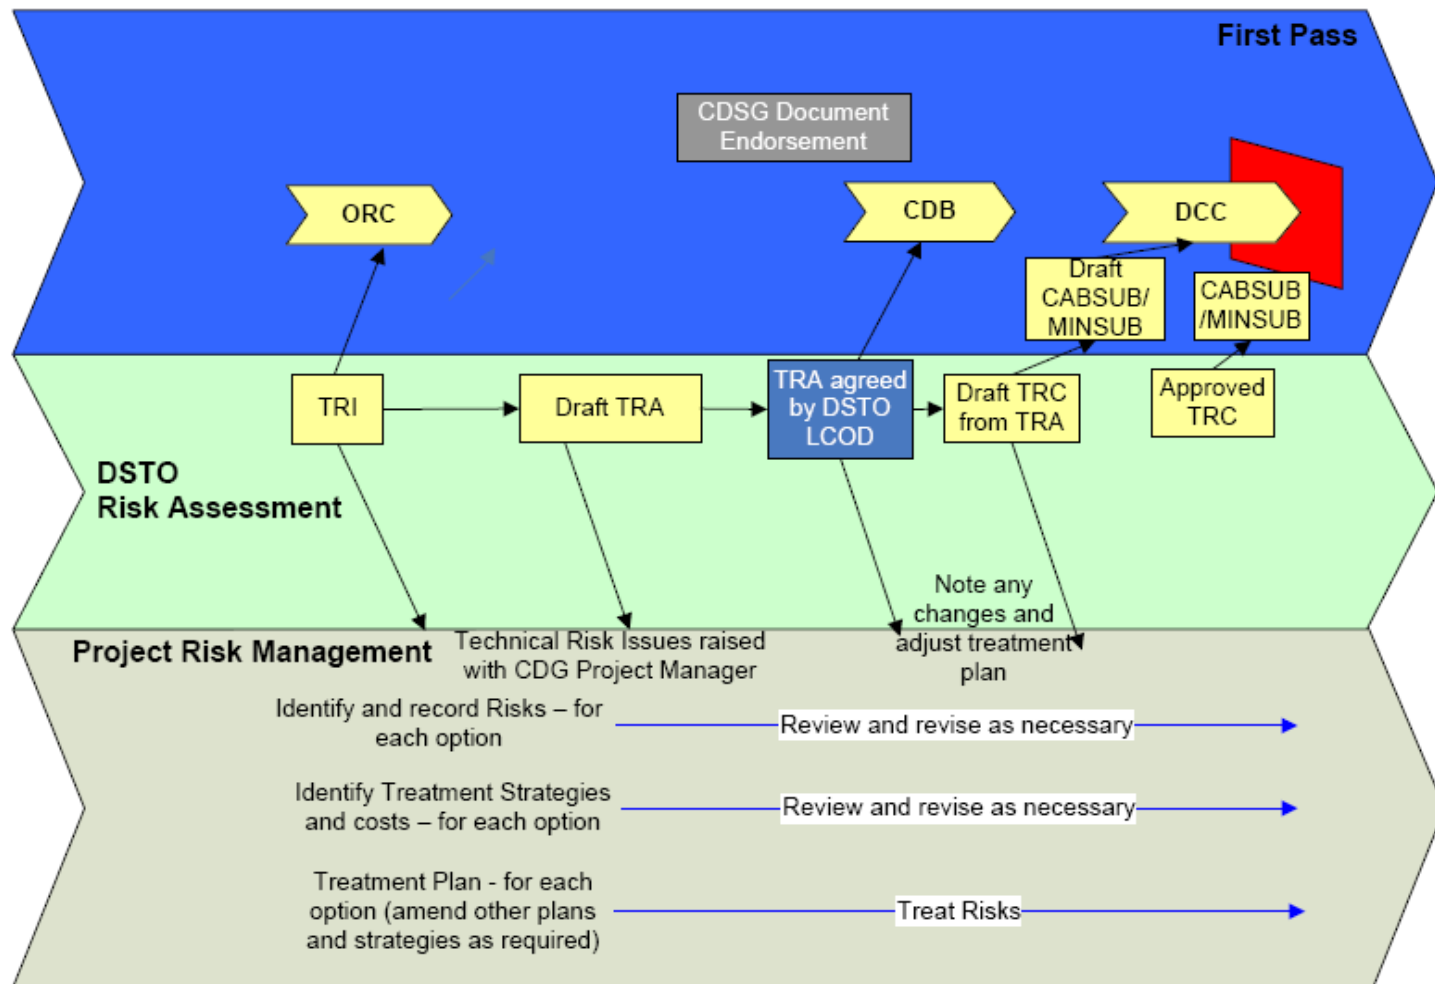 First Pass
CDSG Document
Endorsement
ORC
CDB
DCC
Draft
CABSUB/
MINSUB
CABSUB
/MINSUB
TRI
Draft TRA
TRA agreed
by DSTO
LCOD
Draft TRC
from TRA
Approved
TRC
DSTO
Risk Assessment
Note any
changes and
adjust treatment
plan
Project Risk Management
Technical Risk Issues raised
with CDG Project Manager
Identify and record Risks – for
each option
Review and revise as necessary
Identify Treatment Strategies
and costs – for each option
Review and revise as necessary
Treatment Plan - for each
option (amend other plans
and strategies as required)
Treat Risks